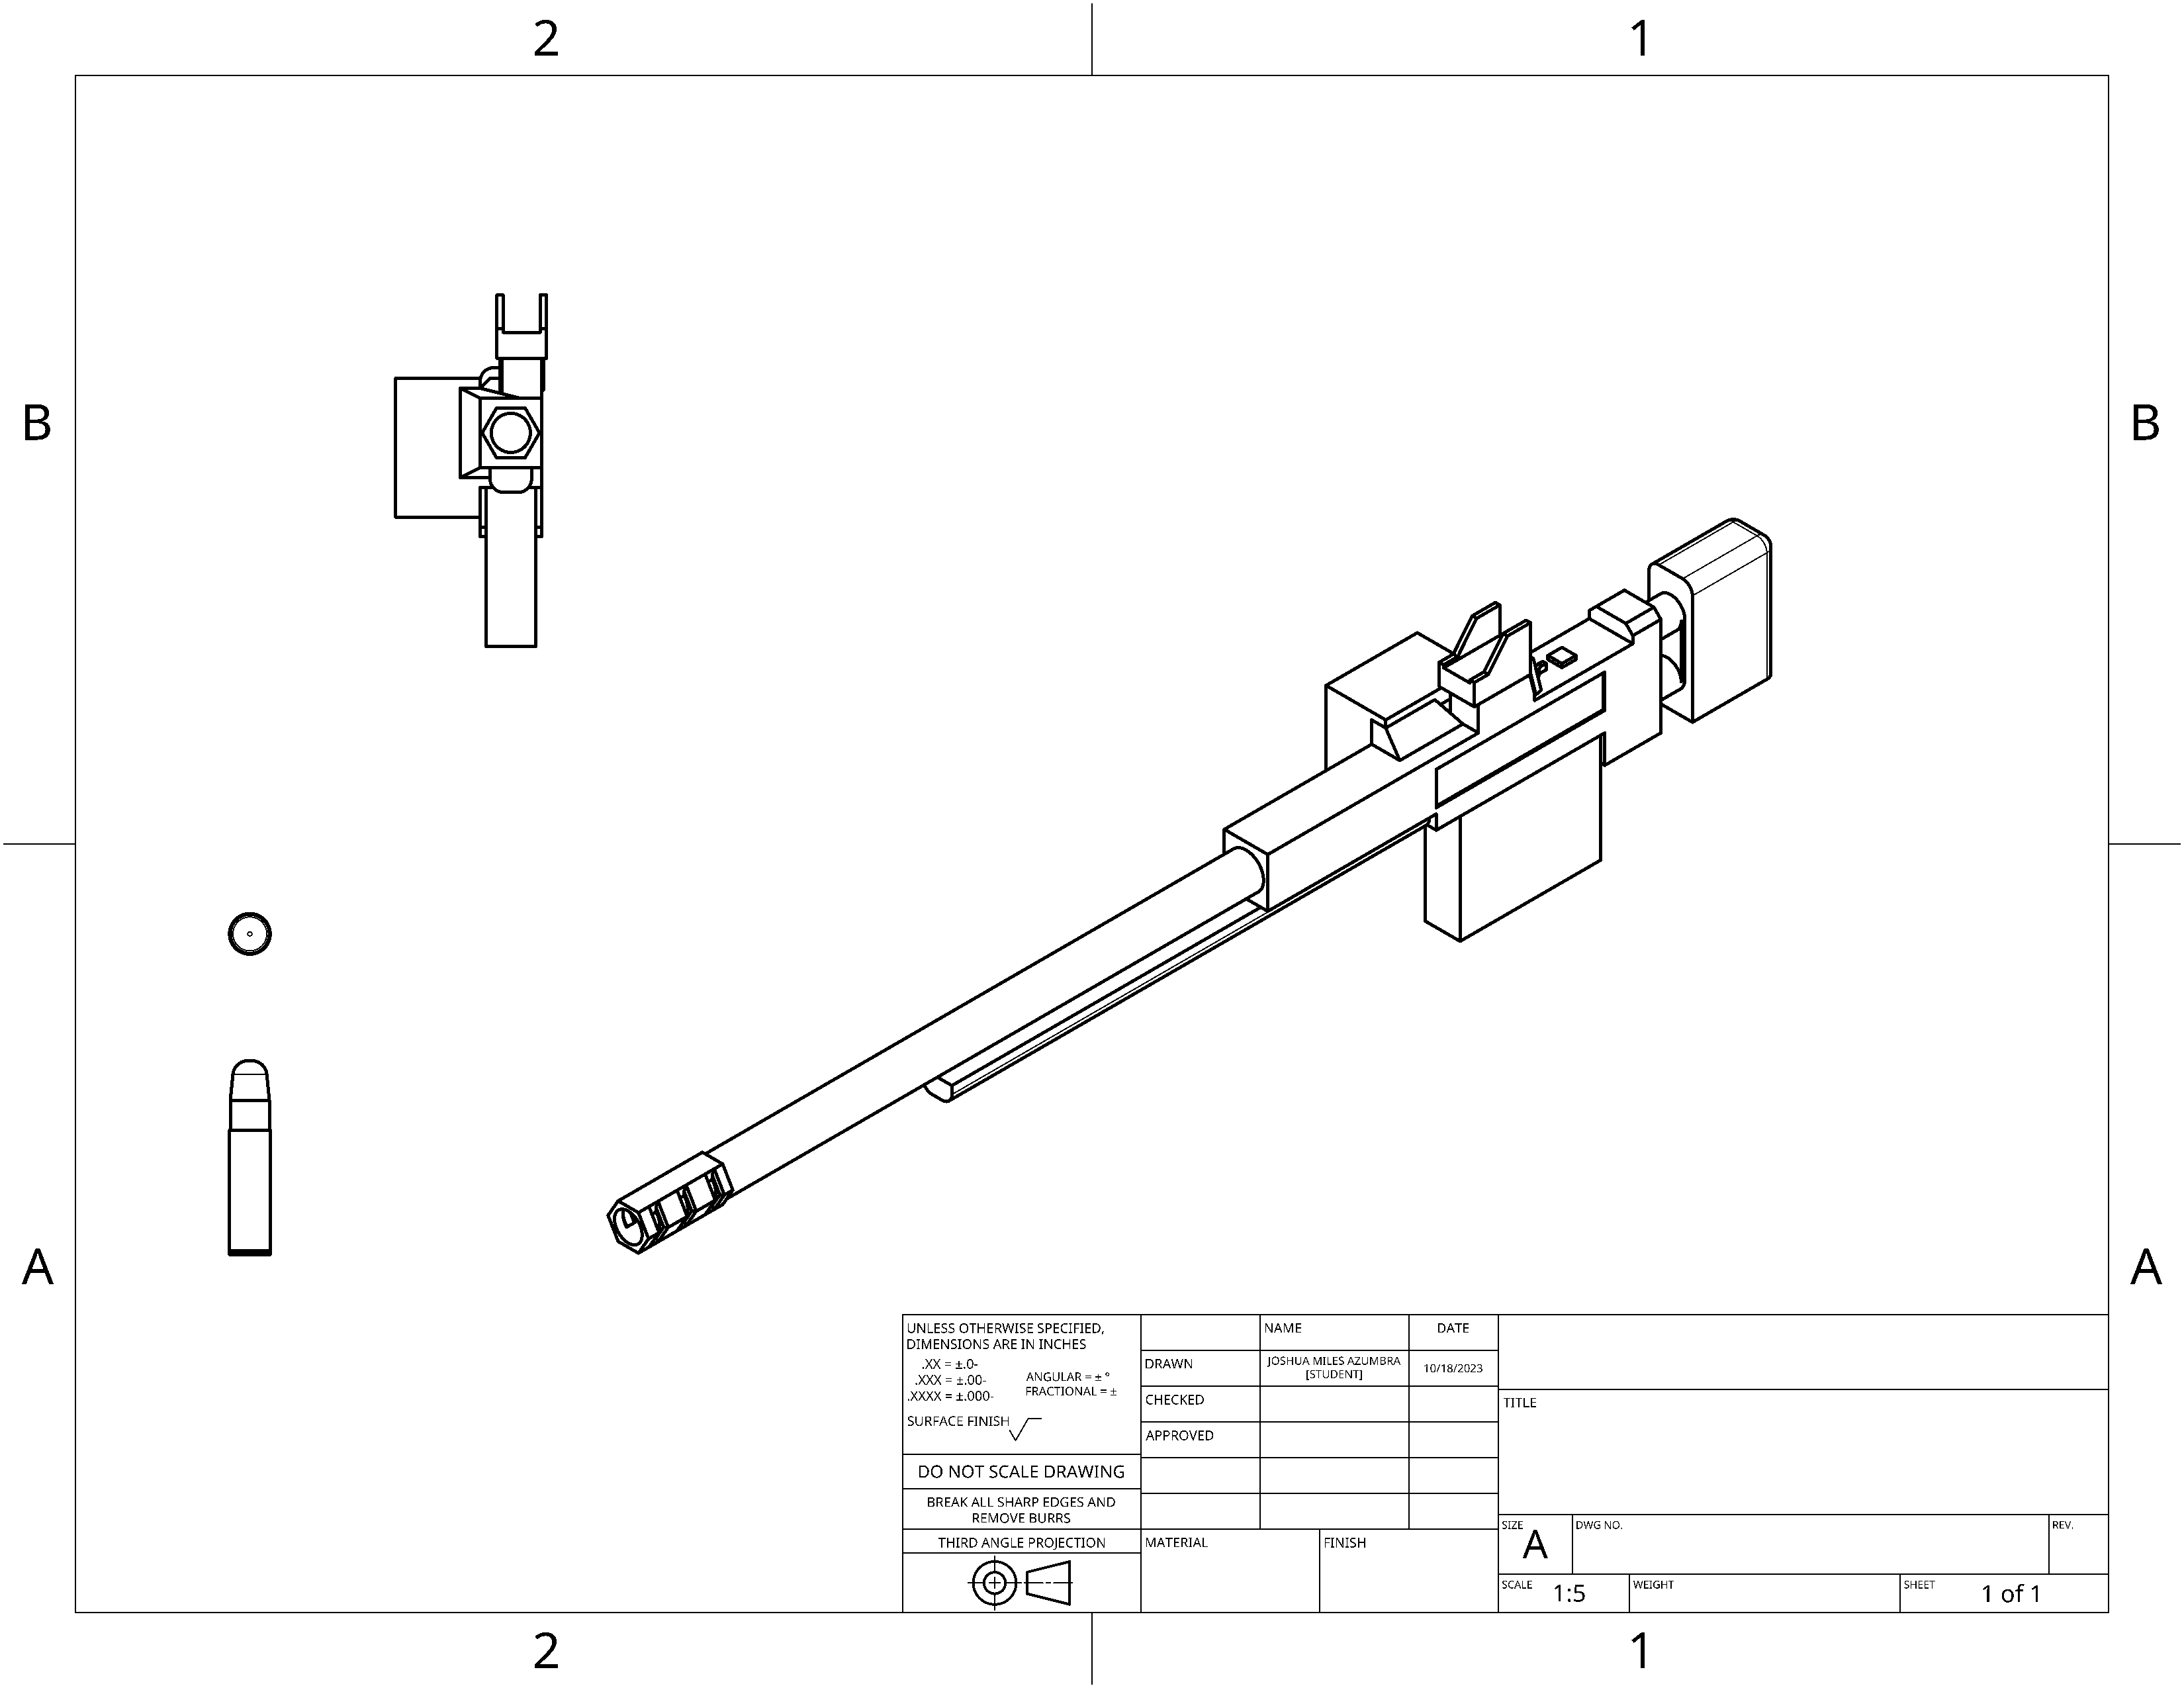 2
1
B
B
A
A
UNLESS OTHERWISE SPECIFIED,
DIMENSIONS ARE IN INCHES
.XX = ±.0-
.XXX = ±.00-
.XXXX = ±.000-
ANGULAR = ± °
FRACTIONAL = ±
SURFACE FINISH
DO NOT SCALE DRAWING
BREAK ALL SHARP EDGES AND
REMOVE BURRS
THIRD ANGLE PROJECTION
NAME
DATE
DRAWN
JOSHUA MILES AZUMBRA
[STUDENT]
10/18/2023
CHECKED
APPROVED
MATERIAL
FINISH
TITLE
SIZE
A
DWG NO.
REV.
SCALE
1:5
WEIGHT
SHEET
1 of 1
2
1